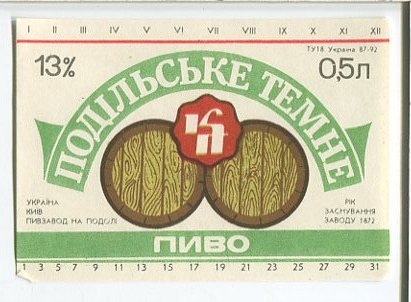 I II III IV V VI VII VIII IX X XI XII
ТУ18 Україна 87-92
13%
0,5л
ПОДІЛЬСЬКЕ ТЕМНЕ
УКРАЇНА
КИЇВ
ПИВЗАВОД НА ПОДОЛІ
РІК
ЗАСНУВАННЯ
ЗАВОДУ 1872
ПИВО
1 3 5 7 9 11 13 15 17 19 21 23 25 27 29 31